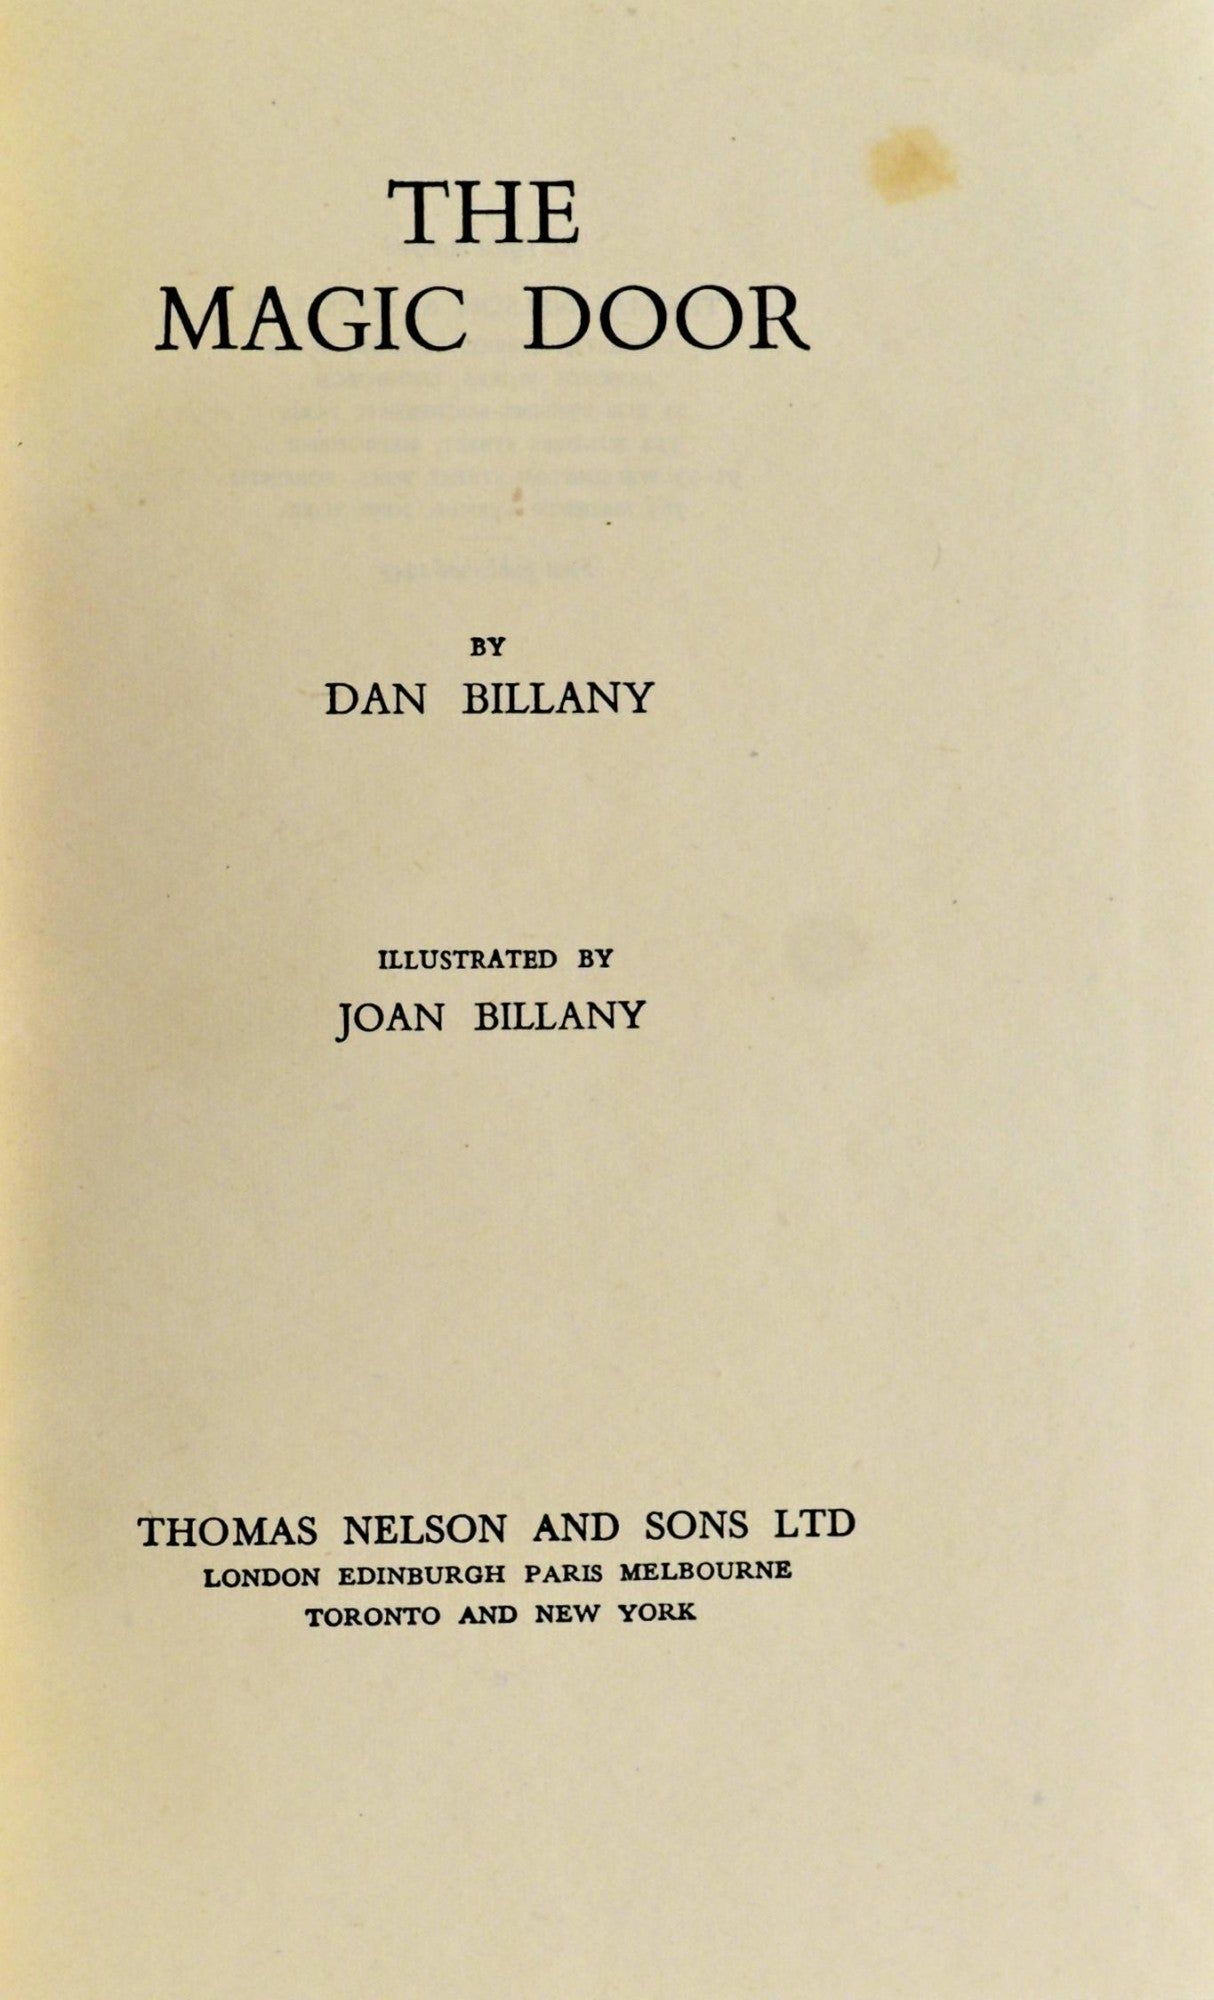 THE
MAGIC DOOR
BY
DAN BILLANY
ILLUSTRATED BY
JOAN BILLANY
THOMAS NELSON AND SONS LTD
LONDON EDINBURGH PARIS MELBOURNE
TORONTO AND NEW YORK